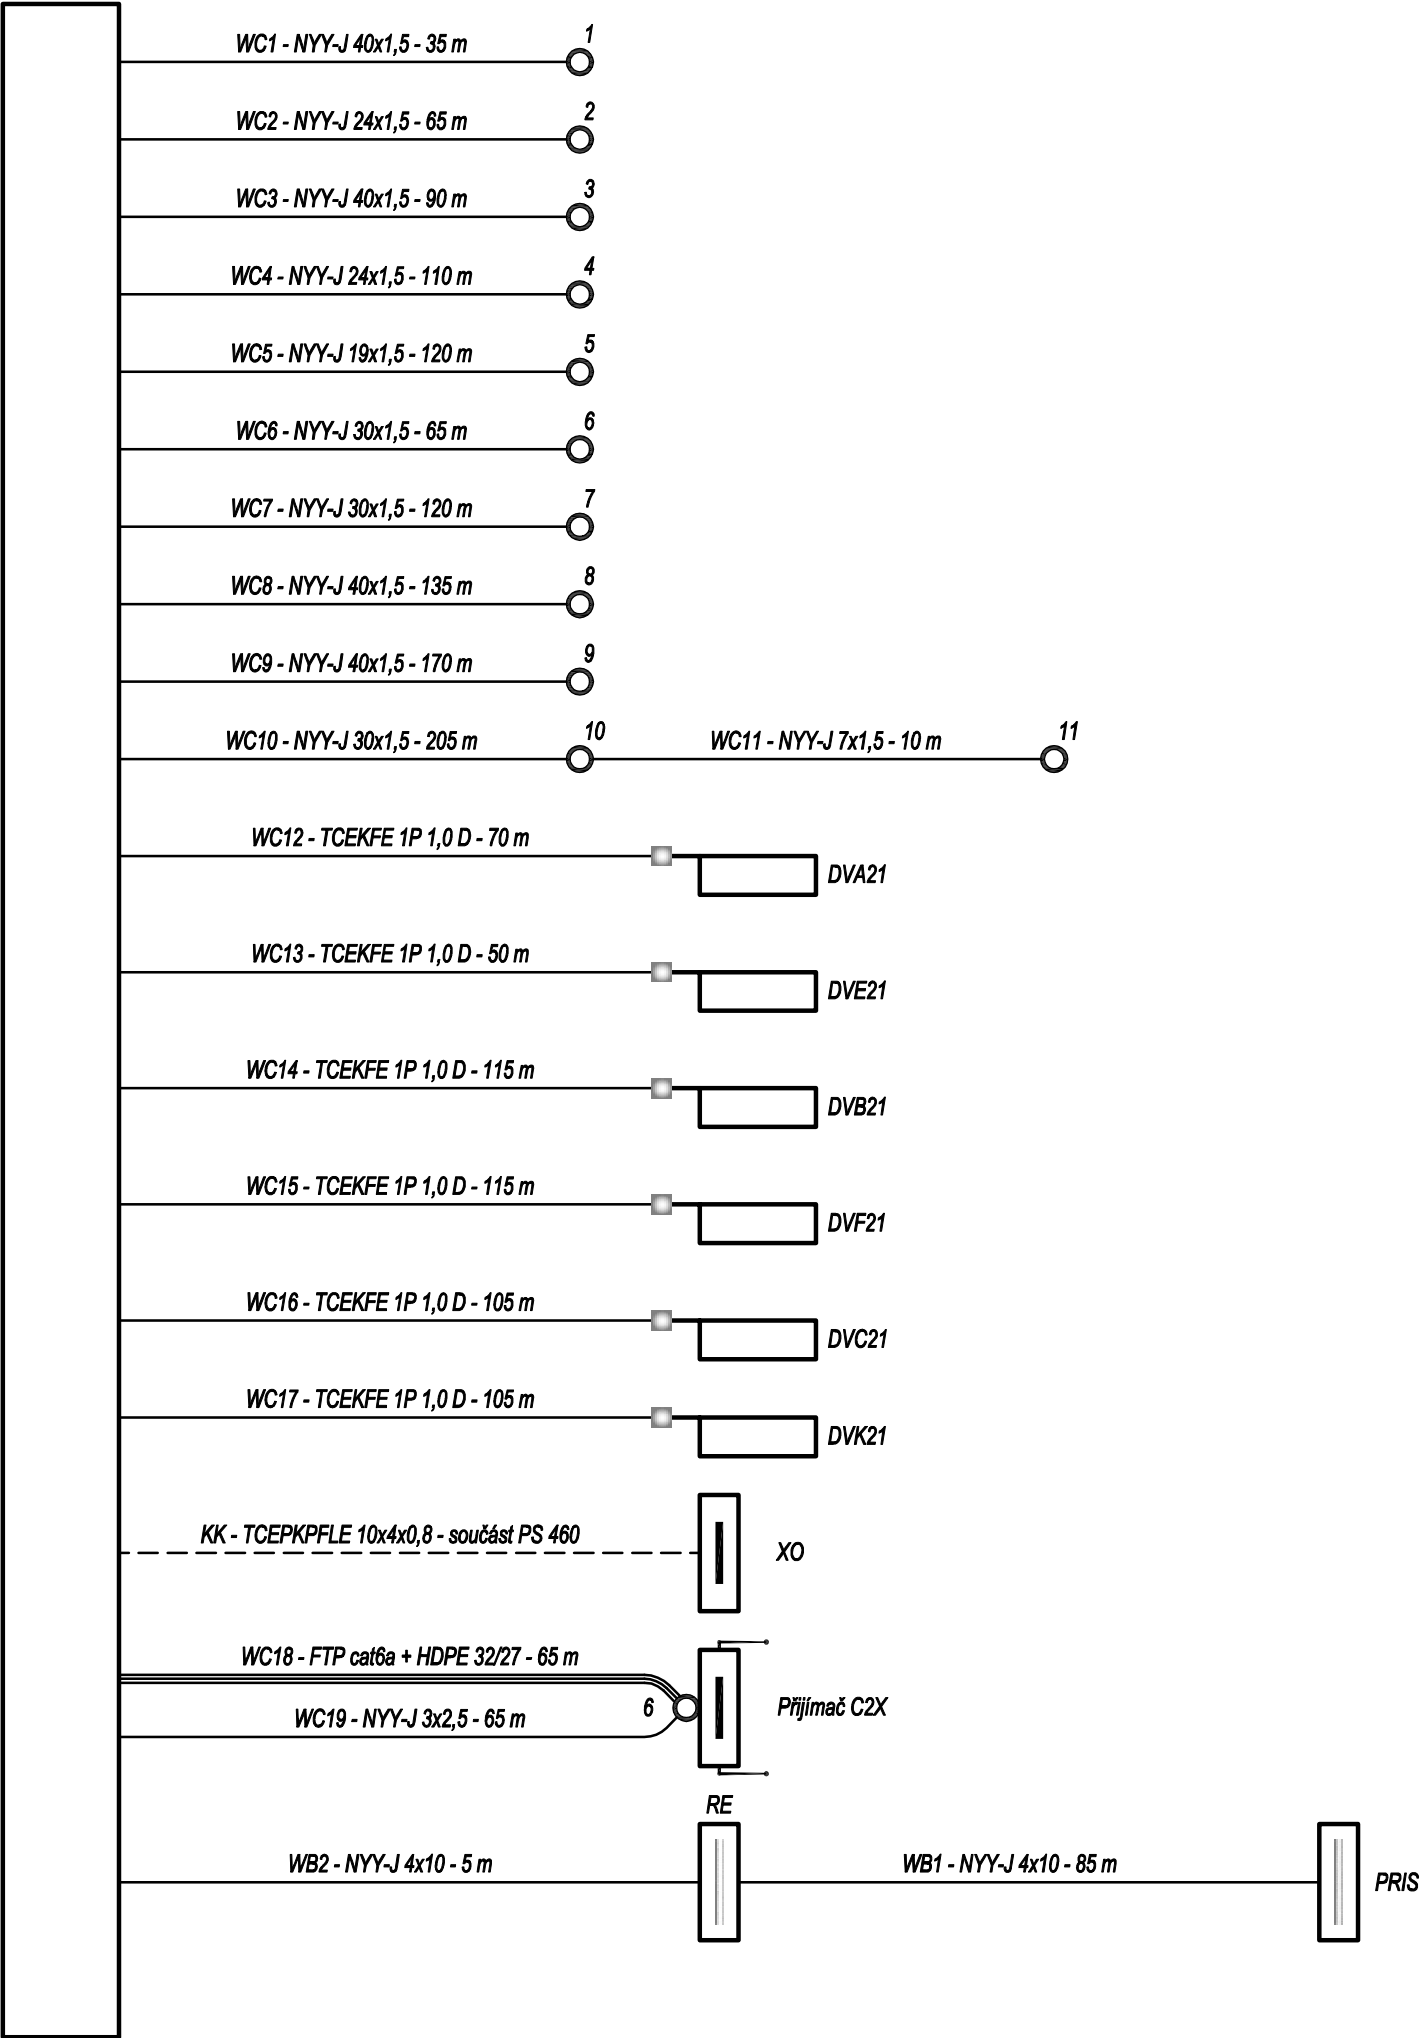 WC1 - NYY-J 40x1,5 - 35 m
1
WC2 - NYY-J 24x1,5 - 65 m
2
WC3 - NYY-J 40x1,5 - 90 m
3
WC4 - NYY-J 24x1,5 - 110 m
4
WC5 - NYY-J 19x1,5 - 120 m
5
WC6 - NYY-J 30x1,5 - 65 m
6
WC7 - NYY-J 30x1,5 - 120 m
7
WC8 - NYY-J 40x1,5 - 135 m
8
WC9 - NYY-J 40x1,5 - 170 m
9
WC10 - NYY-J 30x1,5 - 205 m
10
WC11 - NYY-J 7x1,5 - 10 m
11
WC12 - TCEKFE 1P 1,0 D - 70 m
DVA21
WC13 - TCEKFE 1P 1,0 D - 50 m
DVE21
WC14 - TCEKFE 1P 1,0 D - 115 m
DVB21
WC15 - TCEKFE 1P 1,0 D - 115 m
DVF21
WC16 - TCEKFE 1P 1,0 D - 105 m
DVC21
WC17 - TCEKFE 1P 1,0 D - 105 m
DVK21
KK - TCEPKPFLE 10x4x0,8 - součást PS 460
XO
WC18 - FTP cat6a + HDPE 32/27 - 65 m
6
Přijímač C2X
WC19 - NYY-J 3x2,5 - 65 m
RE
WB2 - NYY-J 4x10 - 5 m
WB1 - NYY-J 4x10 - 85 m
PRIS